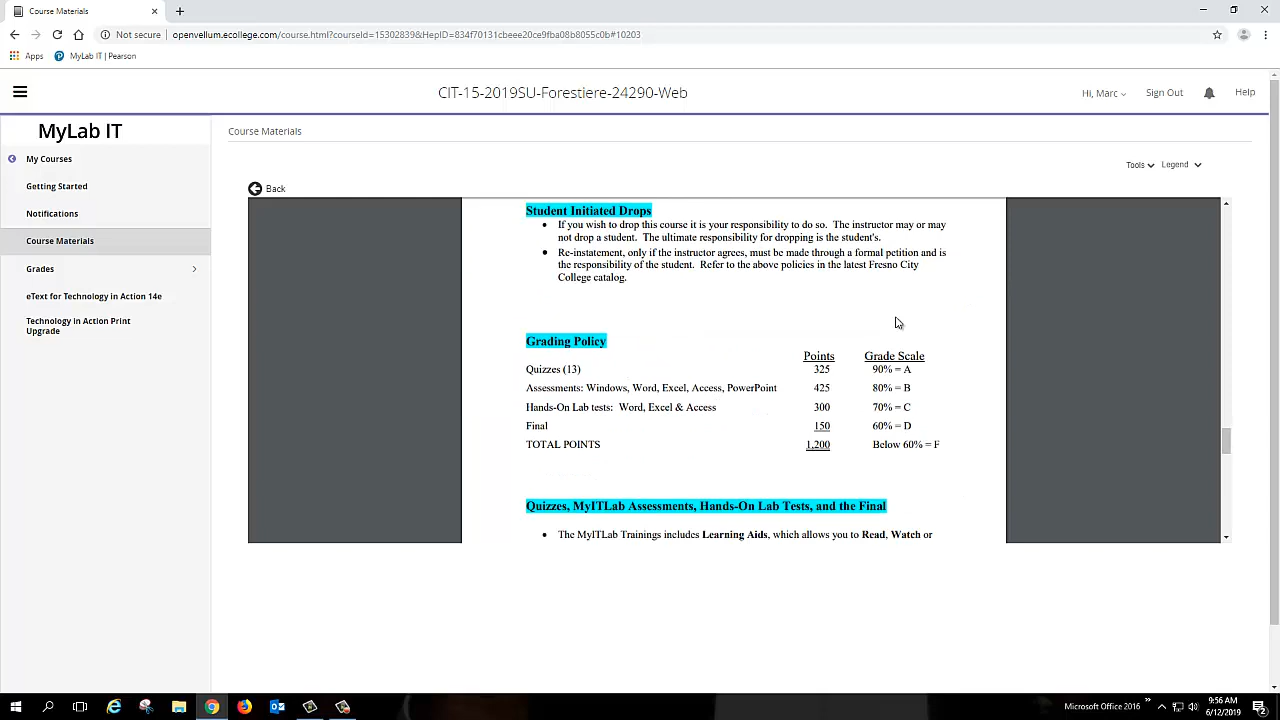 Course Materials
Not secure | openvellum.ecollege.com/course.html?courseId=15302839&HepID=834f70131cbeee20ce9fba08b8055c0b#10203
Apps MyLab IT | Pearson
CIT-15-2019SU-Forestiere-24290-Web
Hi, Marc Sign Out Help
MyLab IT
My Courses
Getting Started
Notifications
Course Materials
Grades
eText for Technology in Action 14e
Technology in Action Print
Upgrade
Course Materials
Tools Legend
Back
Student Initiated Drops
• If you wish to drop this course it is your responsibility to do so. The instructor may or may
not drop a student. The ultimate responsibility for dropping is the student's.
• Re-instatement, only if the instructor agrees, must be made through a formal petition and is
the responsibility of the student. Refer to the above policies in the latest Fresno City
College catalog.
Grading Policy
Points Grade Scale
Quizzes (13) 325 90% = A
Assessments: Windows, Word, Excel, Access, PowerPoint 425 80% = B
Hands-On Lab tests: Word, Excel & Access 300 70% = C
Final 150 60% = D
TOTAL POINTS 1,200 Below 60% = F
Quizzes, MyITLab Assessments, Hands-On Lab Tests, and the Final
• The MyITLab Trainings includes Learning Aids, which allows you to Read, Watch or
Microsoft Office 2016
9:56 AM
6/12/2019
2